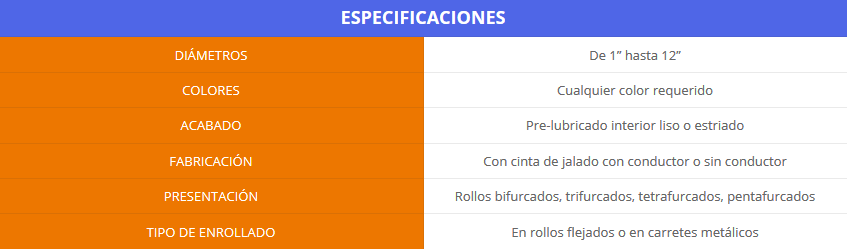 ESPECIFICACIONES
DIÁMETROS De 1” hasta 12”
COLORES Cualquier color requerido
ACABADO Pre-lubricado interior liso o estriado
FABRICACIÓN Con cinta de jalado con conductor o sin conductor
PRESENTACIÓN Rollos bifurcados, trifurcados, tetrafurcados, pentafurcados
TIPO DE ENROLLADO En rollos flejados o en carretes metálicos